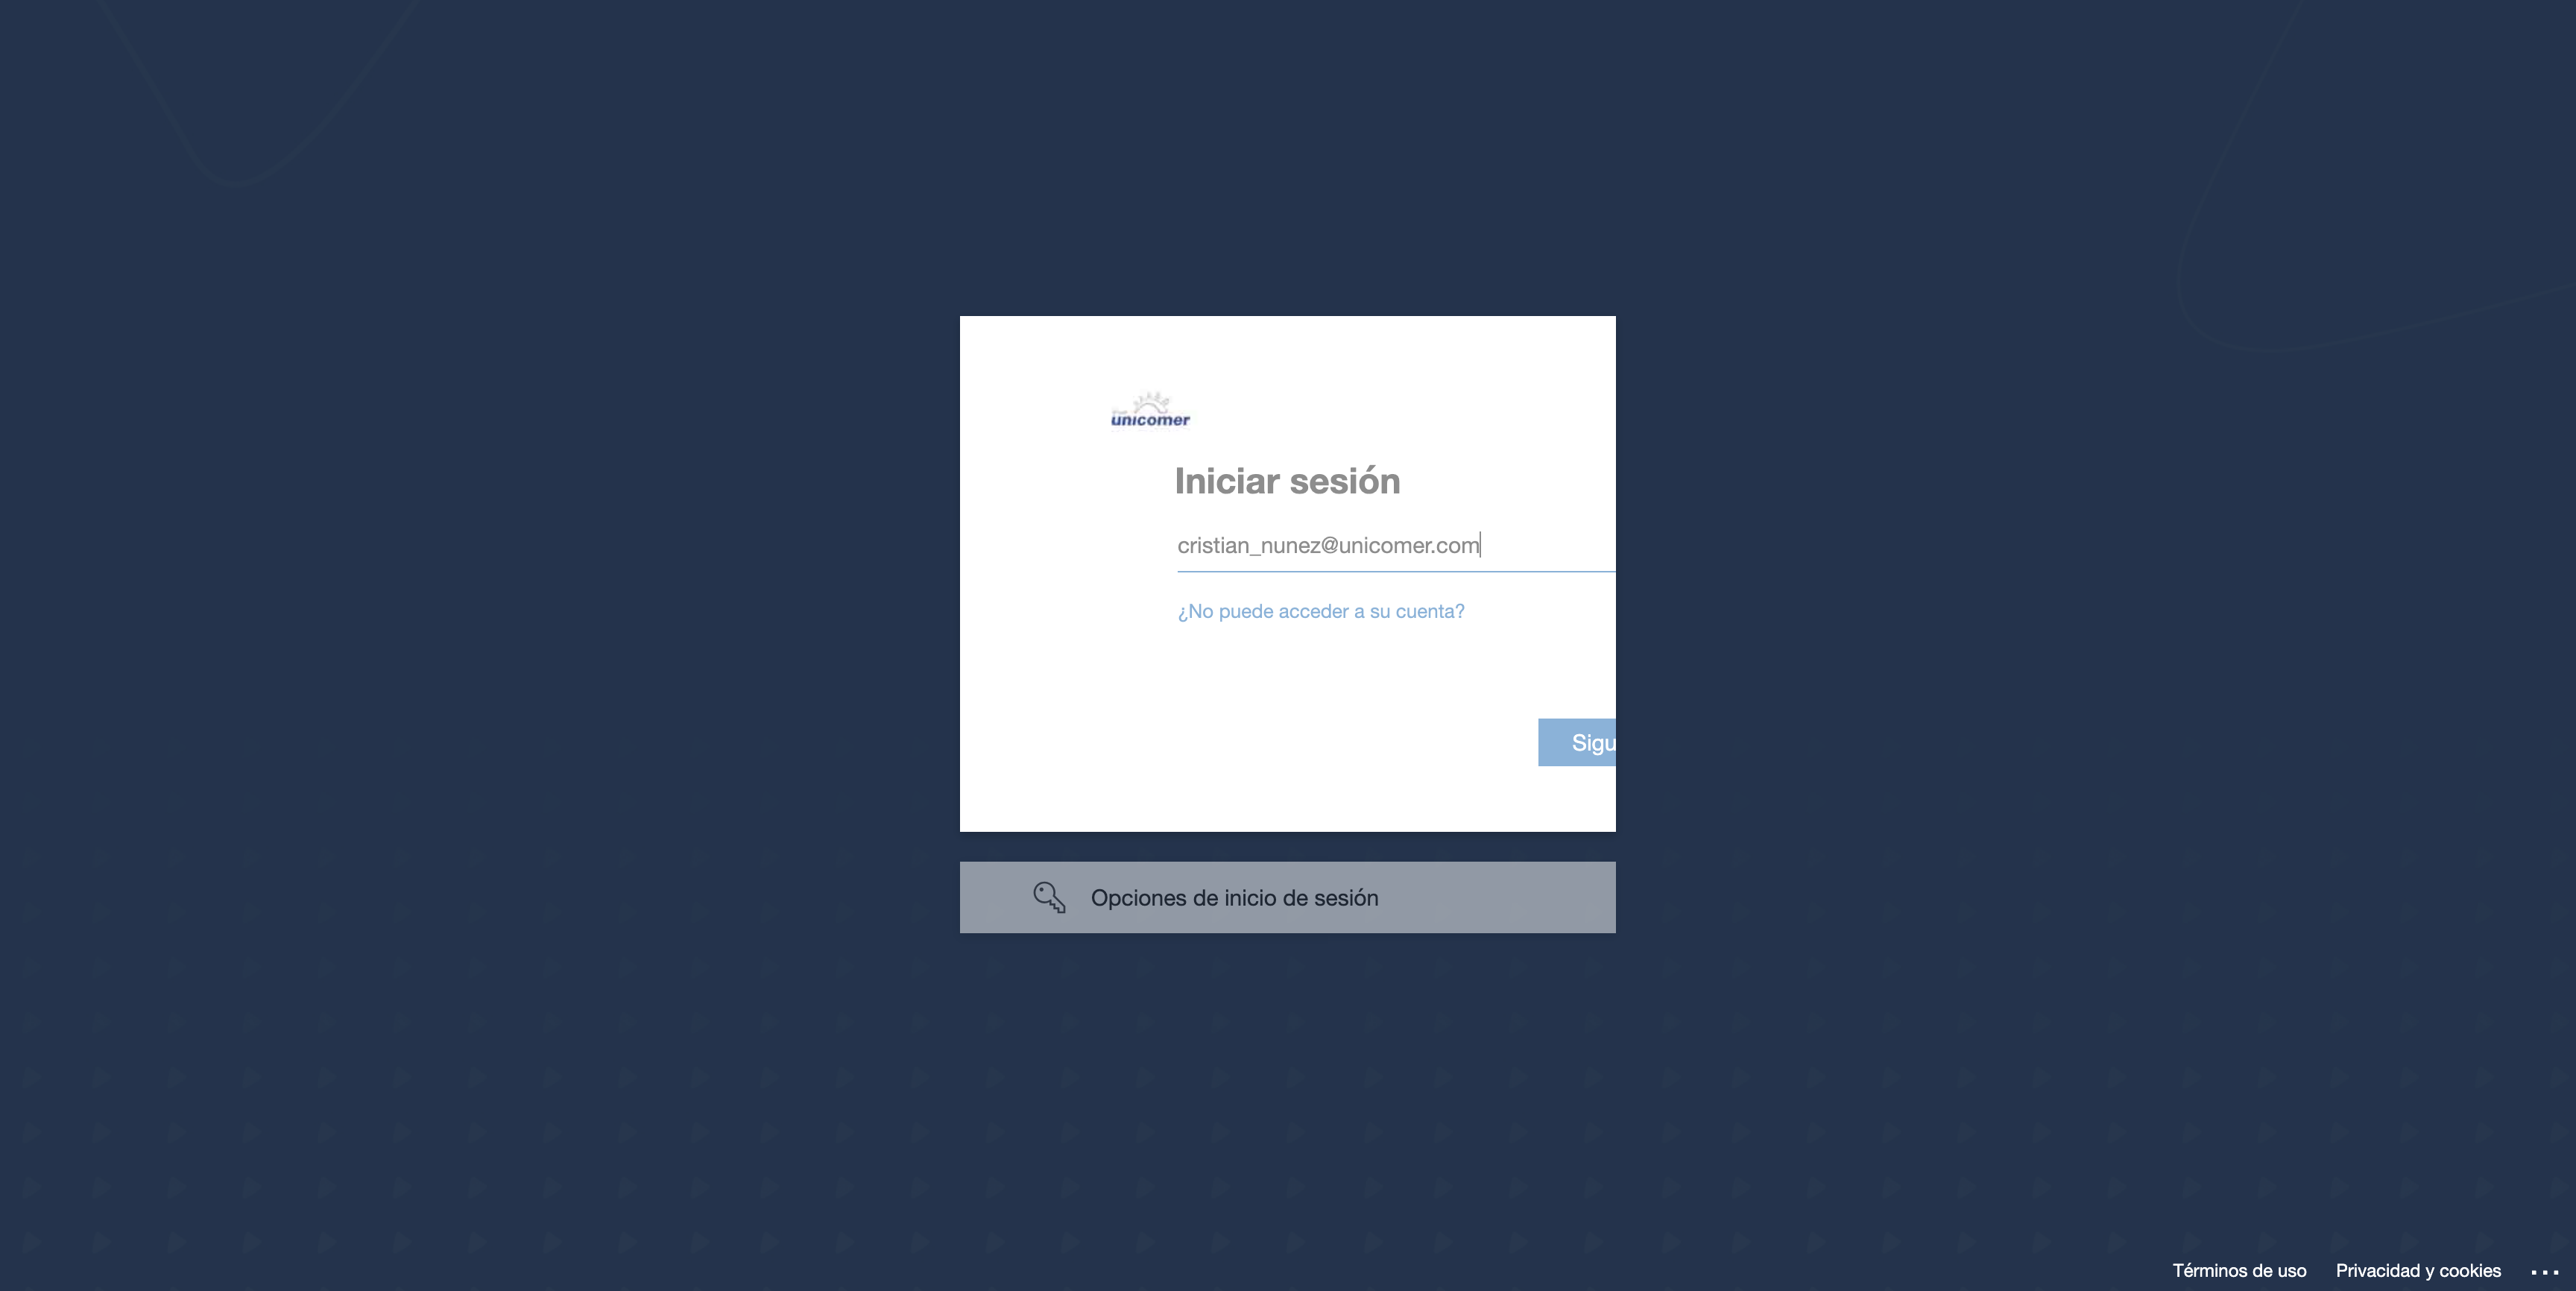 unicomer
Iniciar sesión
cristian_nunez@unicomer.com
¿No puede acceder a su cuenta?
Sigu
Opciones de inicio de sesión
Términos de uso Privacidad y cookies ...